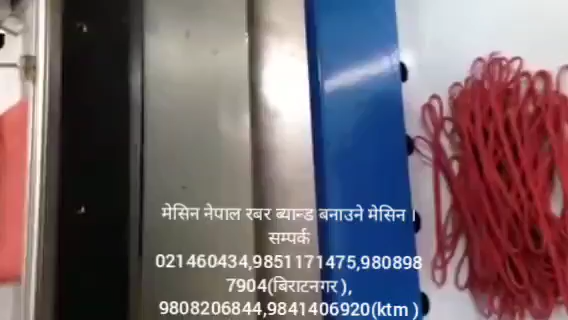 मेसिन नेपाल रबर ब्यान्ड बनाउने मेसिन ।
सम्पर्क
021460434,9851171475,980898
7904(बिराटनगर ),
9808206844,9841406920(ktm )